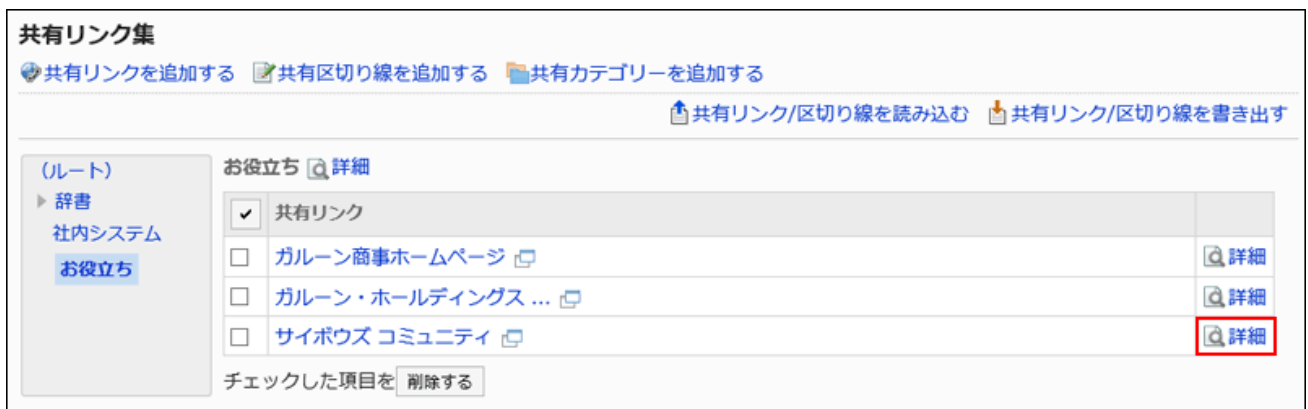 共有リンク集
共有リンクを追加する 共有区切り線を追加する 共有カテゴリーを追加する
共有リンク/区切り線を読み込む 共有リンク/区切り線を書き出す
(ルート)
辞書
社内システム
お役立ち
お役立ち 詳細
共有リンク
ガルーン商事ホームページ 詳細
ガルーン・ホールディングス ... 詳細
サイボウズ コミュニティ 詳細
チェックした項目を 削除する